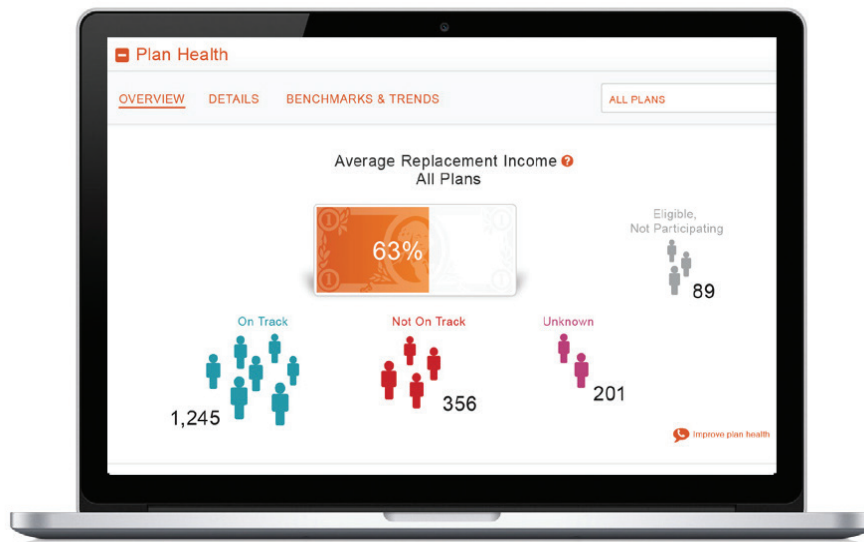 Plan Health
OVERVIEW DETAILS BENCHMARKS & TRENDS ALL PLANS
Average Replacement Income ?
All Plans
63%
Eligible,
Not Participating
89
On Track
1,245
Not On Track
356
Unknown
201
Improve plan health